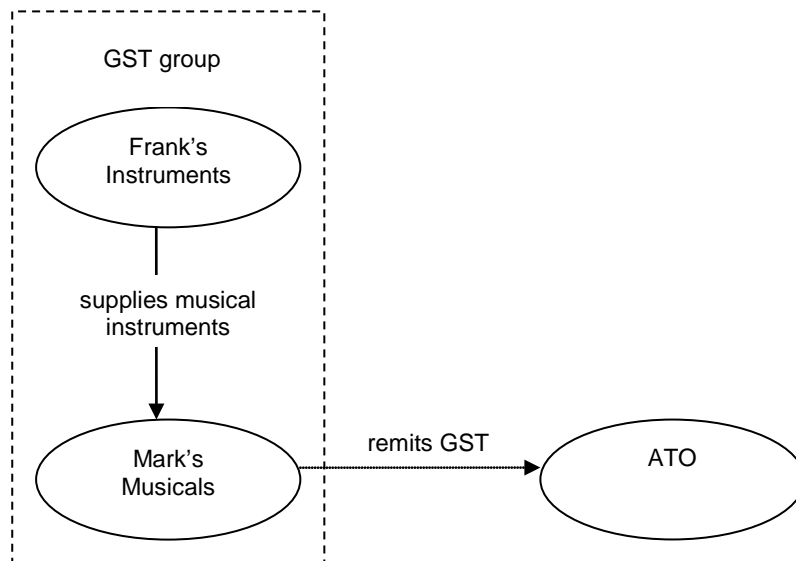 GST group
Frank’s
Instruments
supplies musical
instruments
Mark’s
Musicals
remits GST
ATO